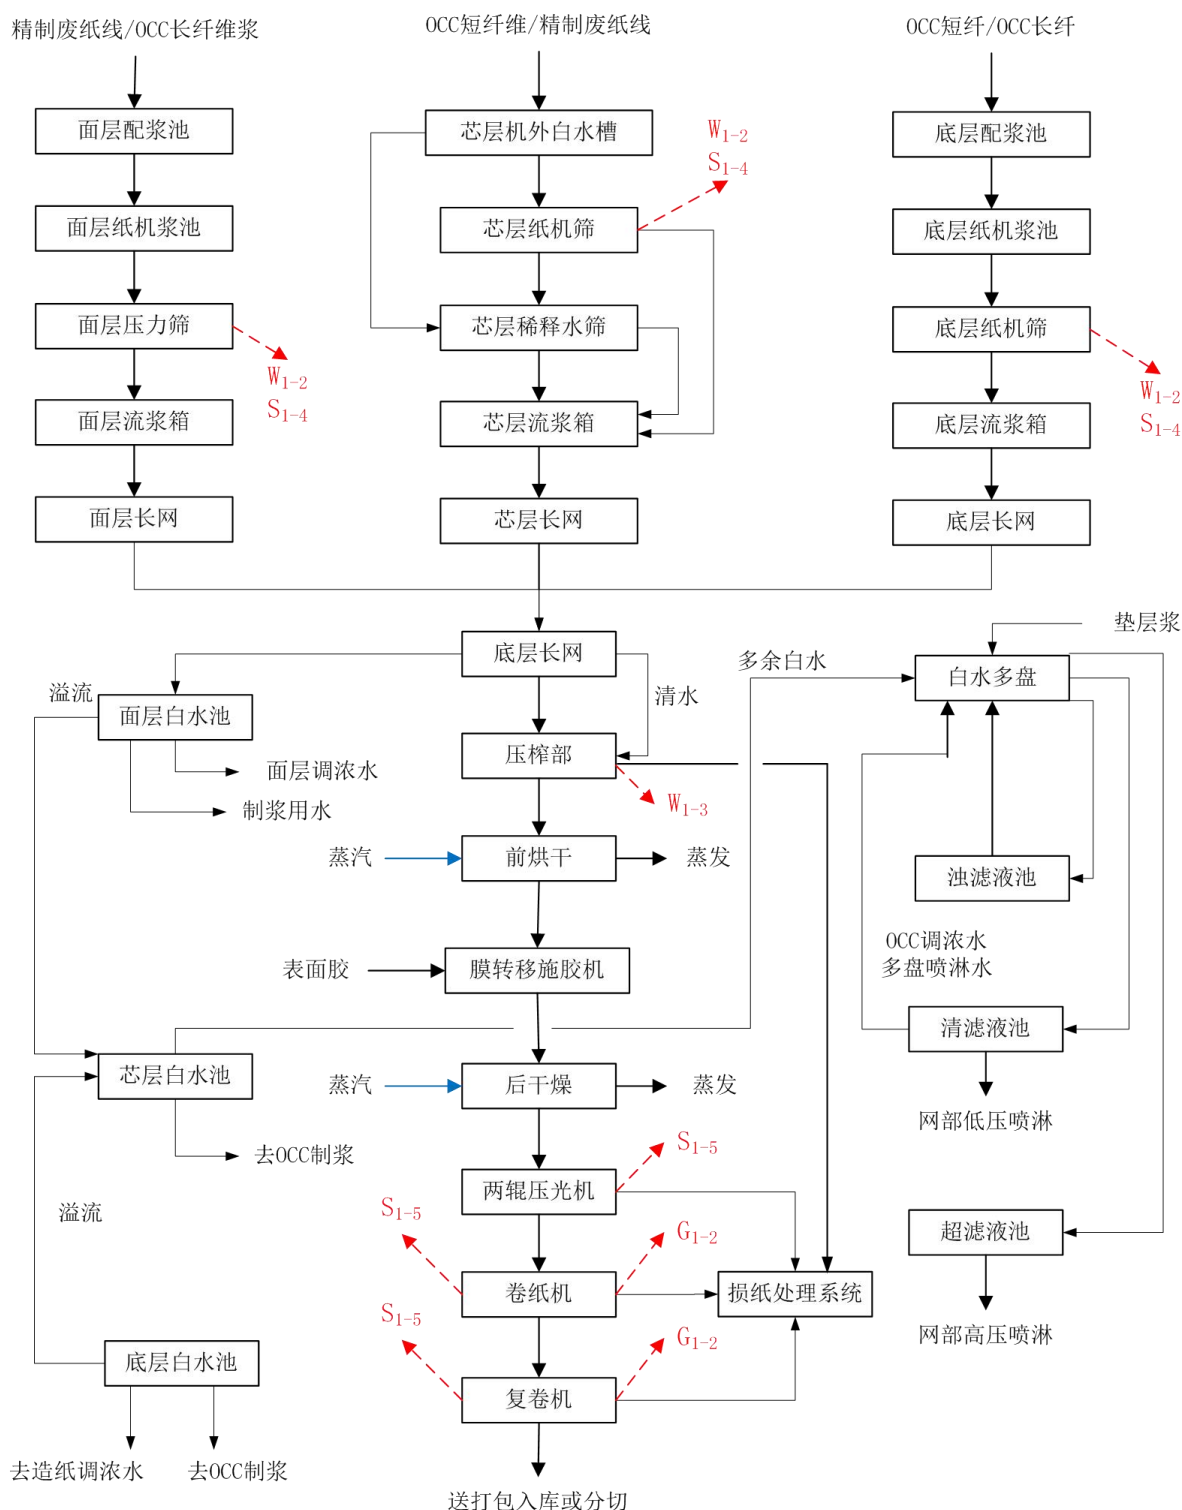 精制废纸线/OCC长纤维浆
OCC短纤维/精制废纸线
OCC短纤/OCC长纤
面层配浆池
芯层机外白水槽
底层配浆池
W1-2
S1-4
面层纸机浆池
芯层纸机筛
底层纸机浆池
面层压力筛
芯层稀释水筛
底层纸机筛
W1-2
S1-4
W1-2
S1-4
面层流浆箱
芯层流浆箱
底层流浆箱
面层长网
芯层长网
底层长网
垫层浆
底层长网
多余白水
白水多盘
溢流
清水
面层白水池
压榨部
面层调浓水
制浆用水
W1-3
蒸汽
前烘干
蒸发
浊滤液池
OCC调浓水
多盘喷淋水
表面胶
膜转移施胶机
清滤液池
芯层白水池
蒸汽
后干燥
蒸发
网部低压喷淋
去OCC制浆
S1-5
两辊压光机
S1-5
溢流
G1-2
超滤液池
卷纸机
损纸处理系统
S1-5
G1-2
网部高压喷淋
底层白水池
复卷机
去造纸调浓水
去OCC制浆
送打包入库或分切